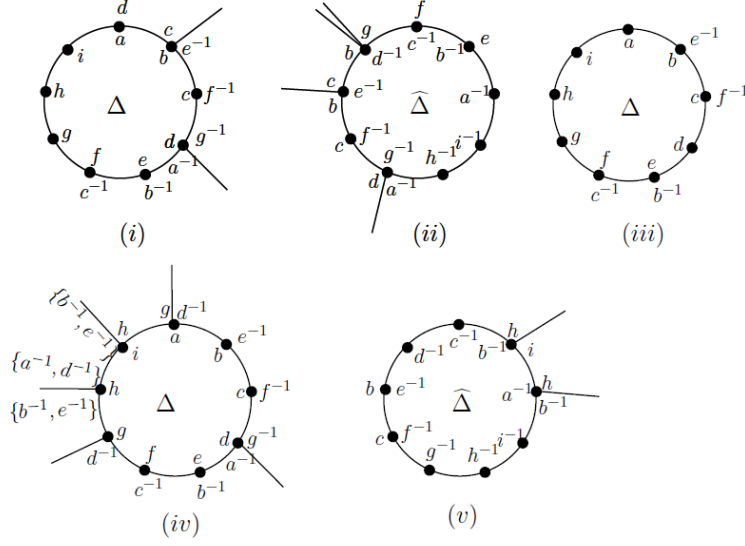 d
a
c
b e⁻¹
i
h
Δ
c f⁻¹
g
d g⁻¹
a⁻¹
f
c⁻¹
e
b⁻¹
(i)
g
b d⁻¹
f
c⁻¹
b⁻¹ e
c
b e⁻¹
Δ̂
a⁻¹
c f⁻¹
g⁻¹
d a⁻¹
h⁻¹
i⁻¹
(ii)
a
e⁻¹
b
i
h
Δ
c f⁻¹
g
d
f
c⁻¹
e
b⁻¹
(iii)
g d⁻¹
a
{b⁻¹, e⁻¹}
h
i
e⁻¹
b
{a⁻¹, d⁻¹}
h
{b⁻¹, e⁻¹}
Δ
c f⁻¹
g
d⁻¹
d g⁻¹
a⁻¹
f
c⁻¹
e
b⁻¹
(iv)
c⁻¹
h
b⁻¹ i
d⁻¹
b e⁻¹
a⁻¹ h
b⁻¹
Δ̂
c f⁻¹
i⁻¹
g⁻¹
h⁻¹
(v)